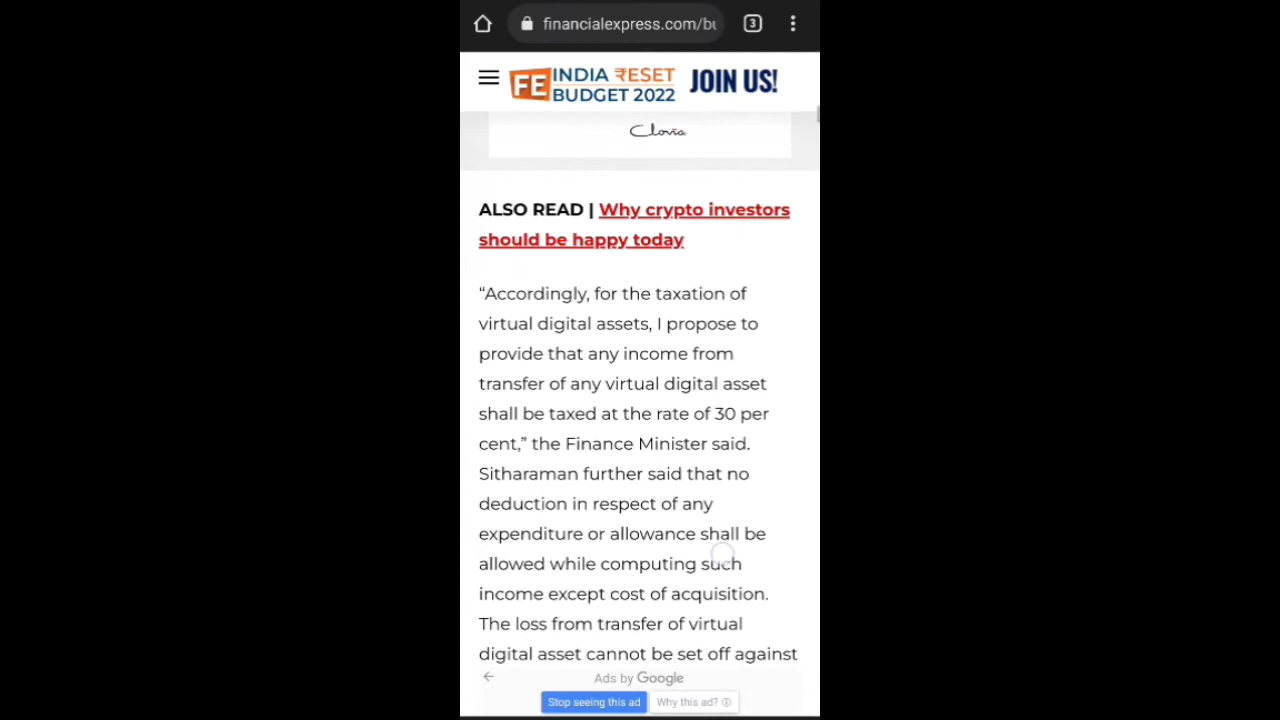 financialexpress.com/bu
3
FE INDIA ₹ESET
BUDGET 2022
JOIN US!
Clovia
ALSO READ | Why crypto investors
should be happy today
“Accordingly, for the taxation of
virtual digital assets, I propose to
provide that any income from
transfer of any virtual digital asset
shall be taxed at the rate of 30 per
cent,” the Finance Minister said.
Sitharaman further said that no
deduction in respect of any
expenditure or allowance shall be
allowed while computing such
income except cost of acquisition.
The loss from transfer of virtual
digital asset cannot be set off against
Ads by Google
Stop seeing this ad
Why this ad?